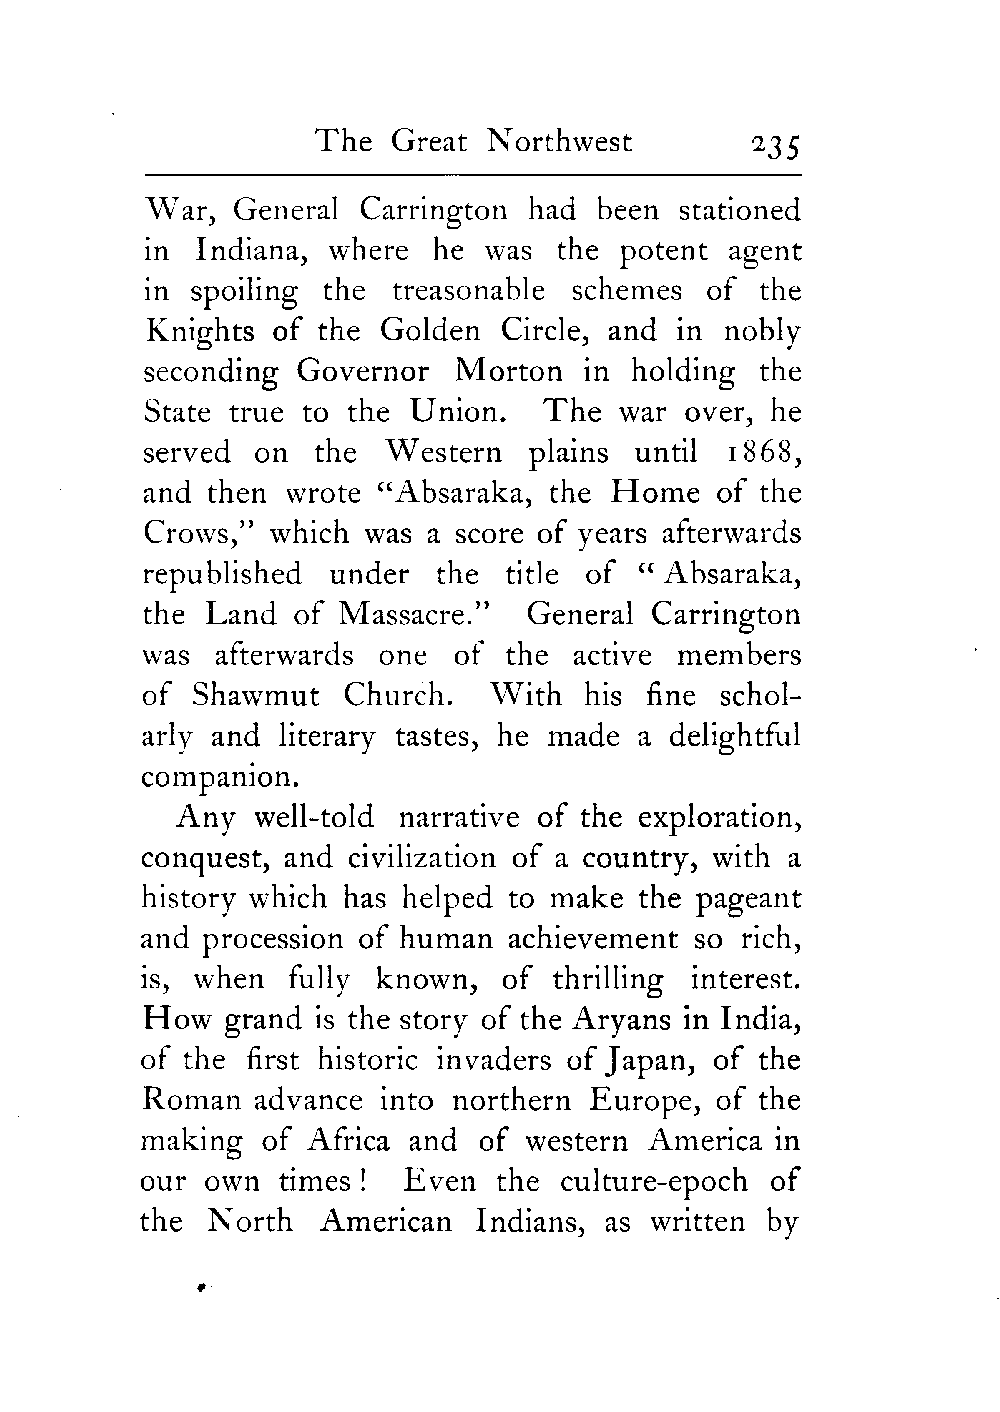 The Great Northwest 235
War, General Carrington had been stationed
in Indiana, where he was the potent agent
in spoiling the treasonable schemes of the
Knights of the Golden Circle, and in nobly
seconding Governor Morton in holding the
State true to the Union. The war over, he
served on the Western plains until 1868,
and then wrote “Absaraka, the Home of the
Crows,” which was a score of years afterwards
republished under the title of “ Absaraka,
the Land of Massacre.” General Carrington
was afterwards one of the active members
of Shawmut Church. With his fine schol-
arly and literary tastes, he made a delightful
companion.
Any well-told narrative of the exploration,
conquest, and civilization of a country, with a
history which has helped to make the pageant
and procession of human achievement so rich,
is, when fully known, of thrilling interest.
How grand is the story of the Aryans in India,
of the first historic invaders of Japan, of the
Roman advance into northern Europe, of the
making of Africa and of western America in
our own times ! Even the culture-epoch of
the North American Indians, as written by